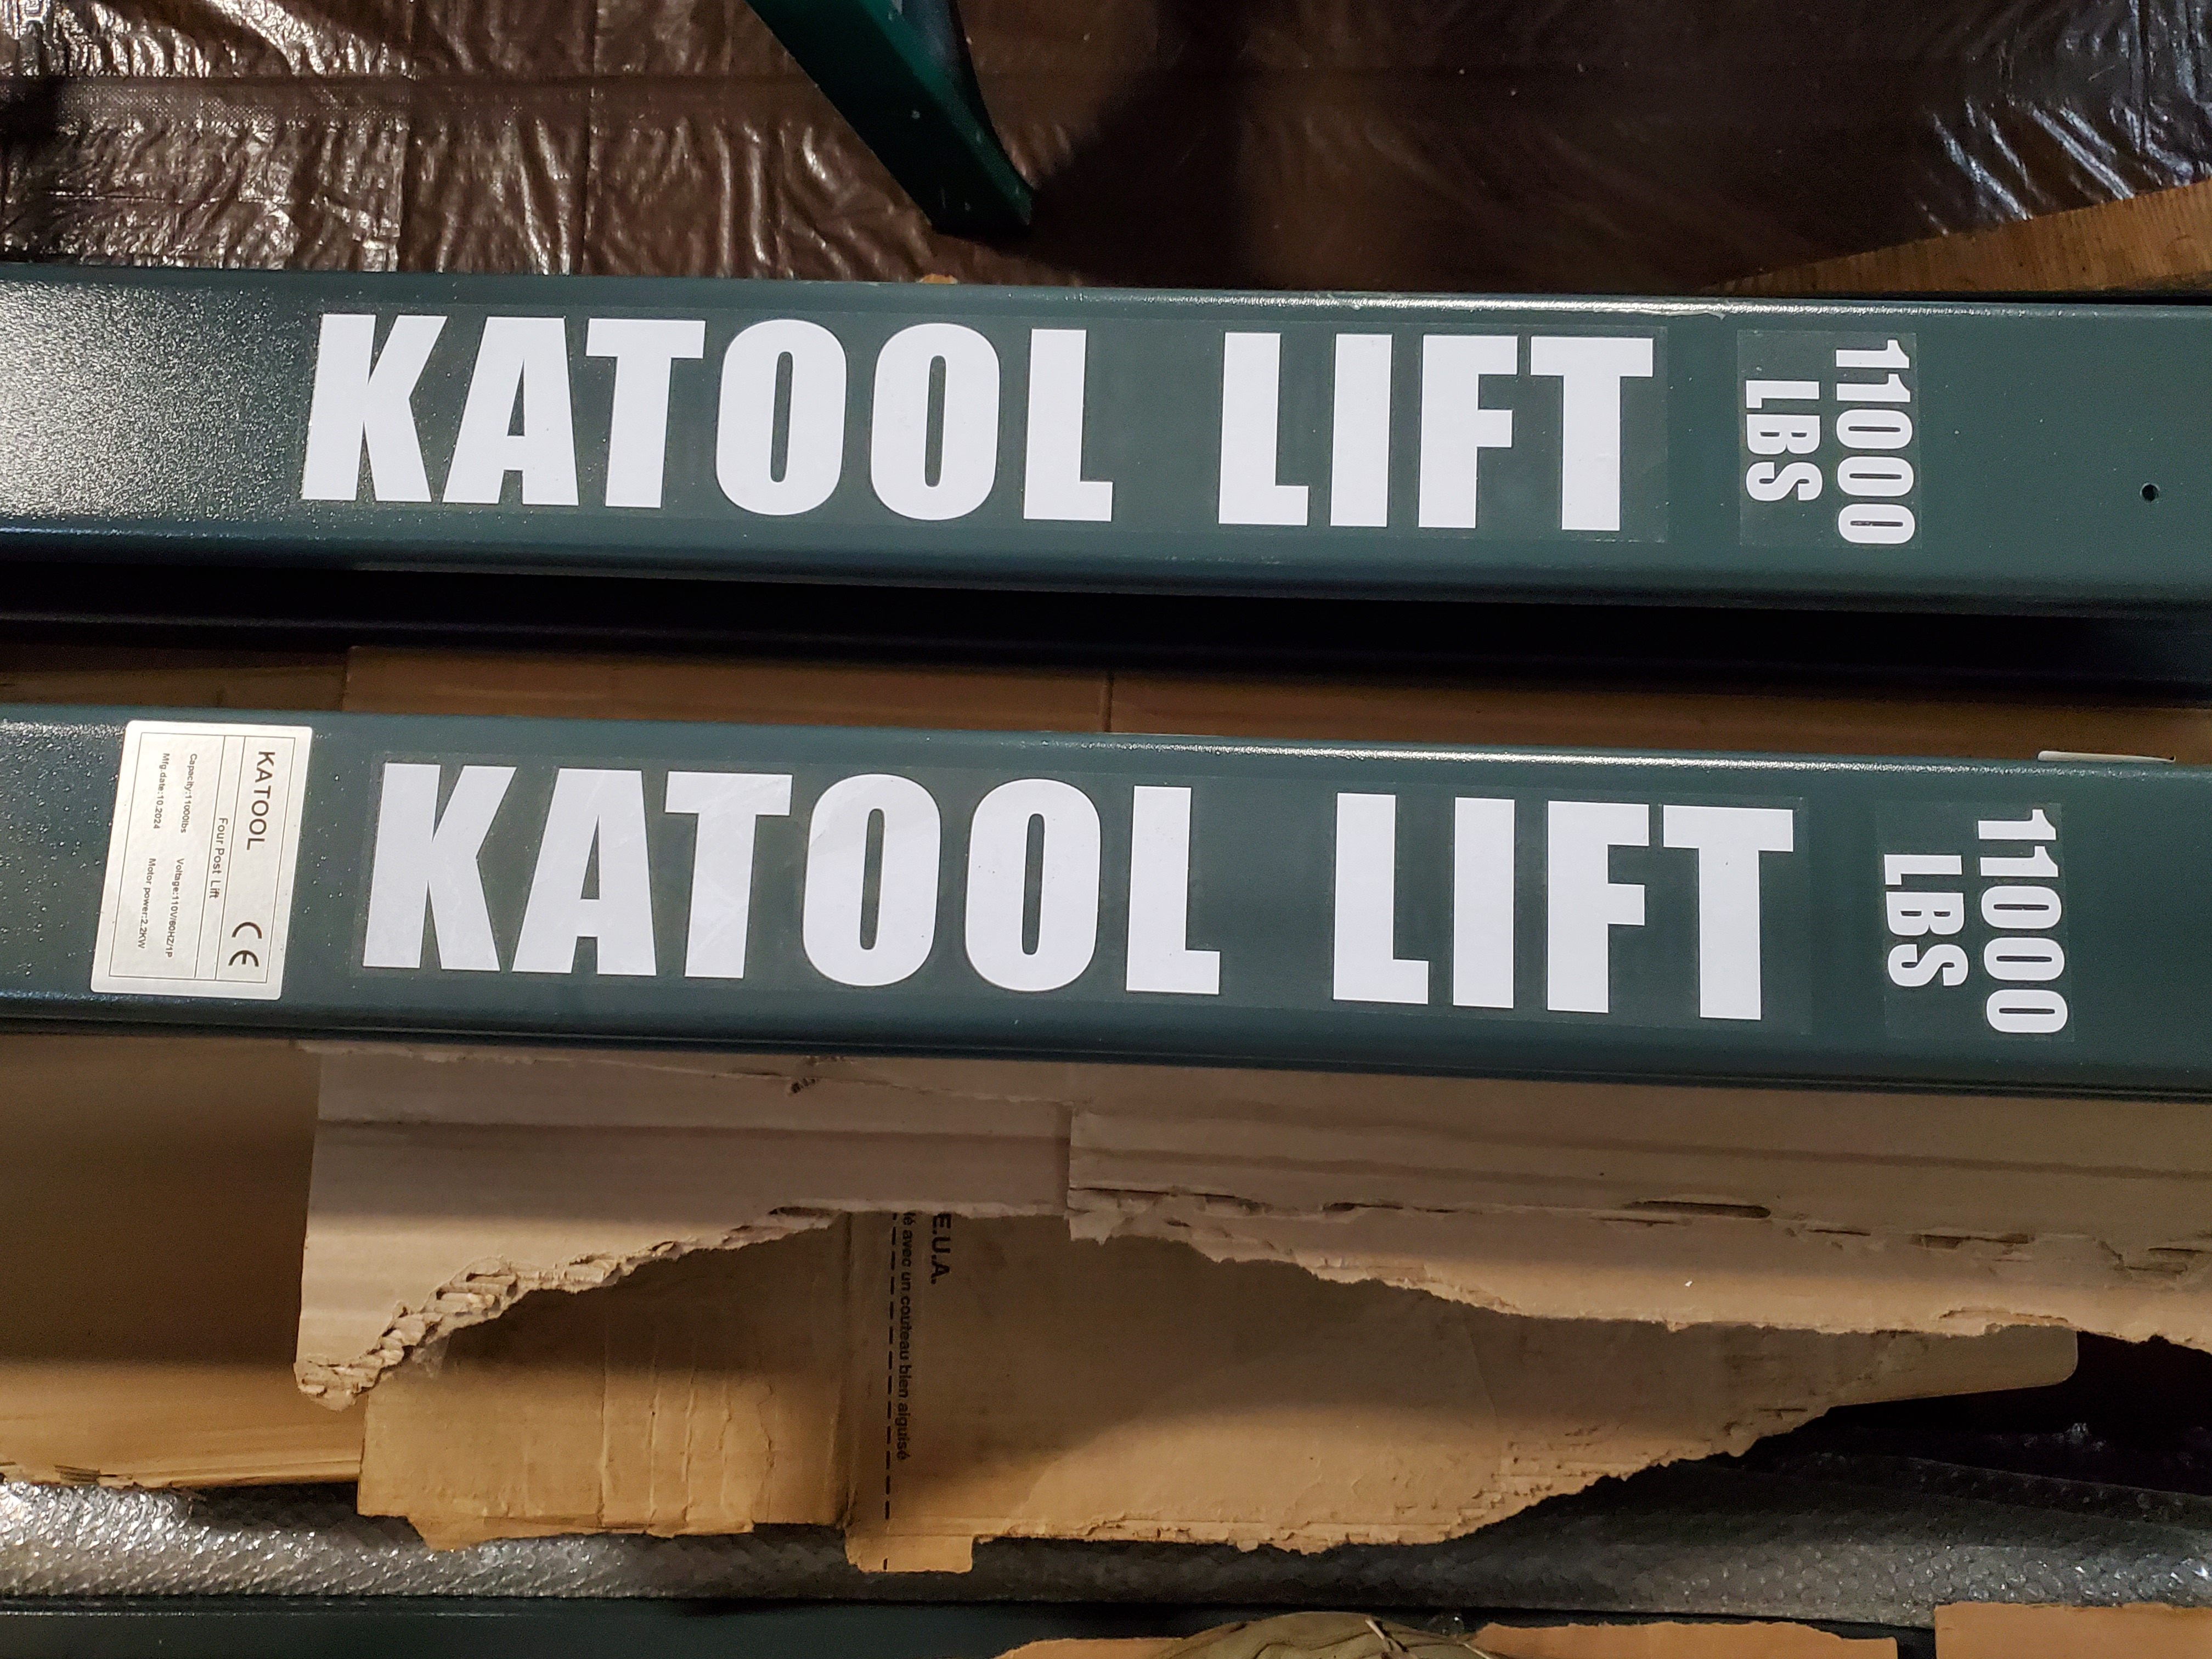 KATOOL LIFT
11000
LBS
KATOOL
CE
Four Post Lift
Capacity:11000lbs
Voltage:110V/60HZ/1P
Mfg date:10.2024
Motor power:2.2KW
KATOOL LIFT
11000
LBS
E.U.A.
é avec un couteau bien aiguisé